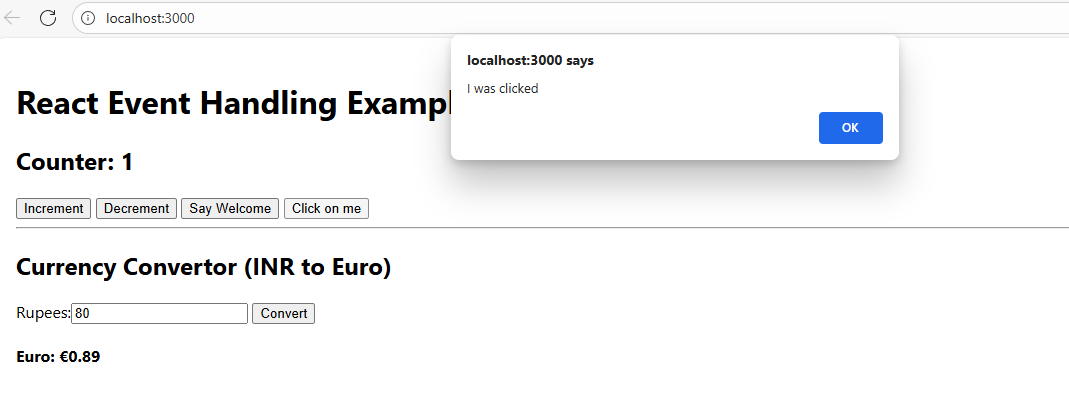 localhost:3000
localhost:3000 says
I was clicked
OK
React Event Handling Exampl
Counter: 1
Increment Decrement Say Welcome Click on me
Currency Convertor (INR to Euro)
Rupees:80 Convert
Euro: €0.89